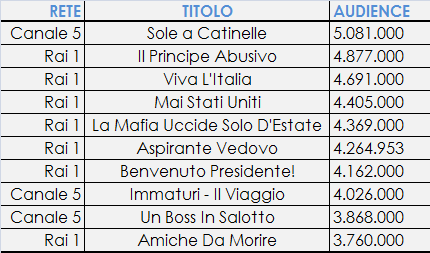 RETE TITOLO AUDIENCE
Canale 5 Sole a Catinelle 5.081.000
Rai 1 Il Principe Abusivo 4.877.000
Rai 1 Viva L'Italia 4.691.000
Rai 1 Mai Stati Uniti 4.405.000
Rai 1 La Mafia Uccide Solo D'Estate 4.369.000
Rai 1 Aspirante Vedovo 4.264.953
Rai 1 Benvenuto Presidente! 4.162.000
Canale 5 Immaturi - Il Viaggio 4.026.000
Canale 5 Un Boss In Salotto 3.868.000
Rai 1 Amiche Da Morire 3.760.000